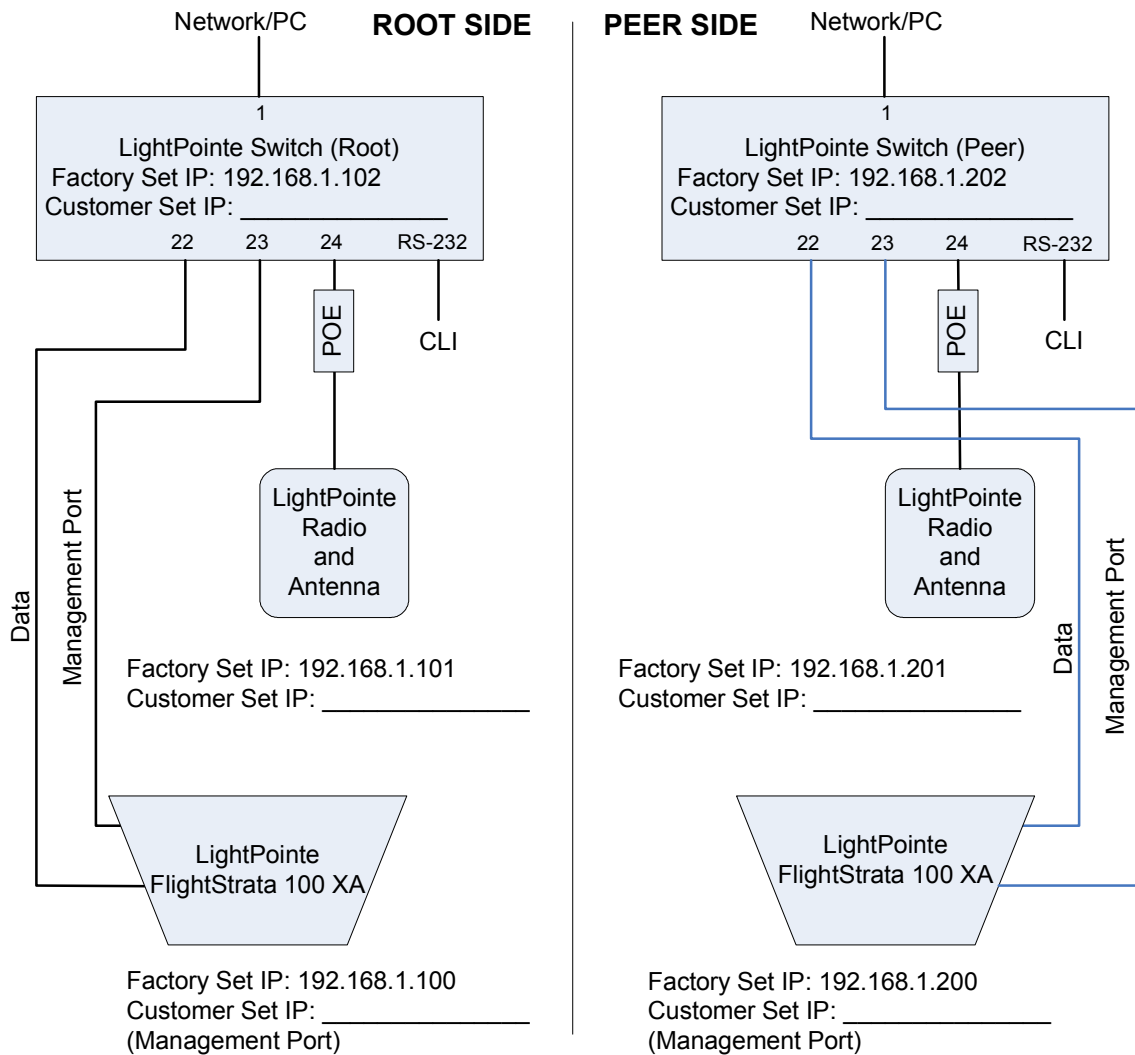 ROOT SIDE
Network/PC
1
LightPointe Switch (Root)
Factory Set IP: 192.168.1.102
Customer Set IP: _________________
22 23 24 RS-232
POE
CLI
Data
Management Port
LightPointe
Radio
and
Antenna
Factory Set IP: 192.168.1.101
Customer Set IP: _________________
LightPointe
FlightStrata 100 XA
Factory Set IP: 192.168.1.100
Customer Set IP: _________________
(Management Port)
PEER SIDE
Network/PC
1
LightPointe Switch (Peer)
Factory Set IP: 192.168.1.202
Customer Set IP: _________________
22 23 24 RS-232
POE
CLI
LightPointe
Radio
and
Antenna
Data
Management Port
Factory Set IP: 192.168.1.201
Customer Set IP: _________________
LightPointe
FlightStrata 100 XA
Factory Set IP: 192.168.1.200
Customer Set IP: _________________
(Management Port)